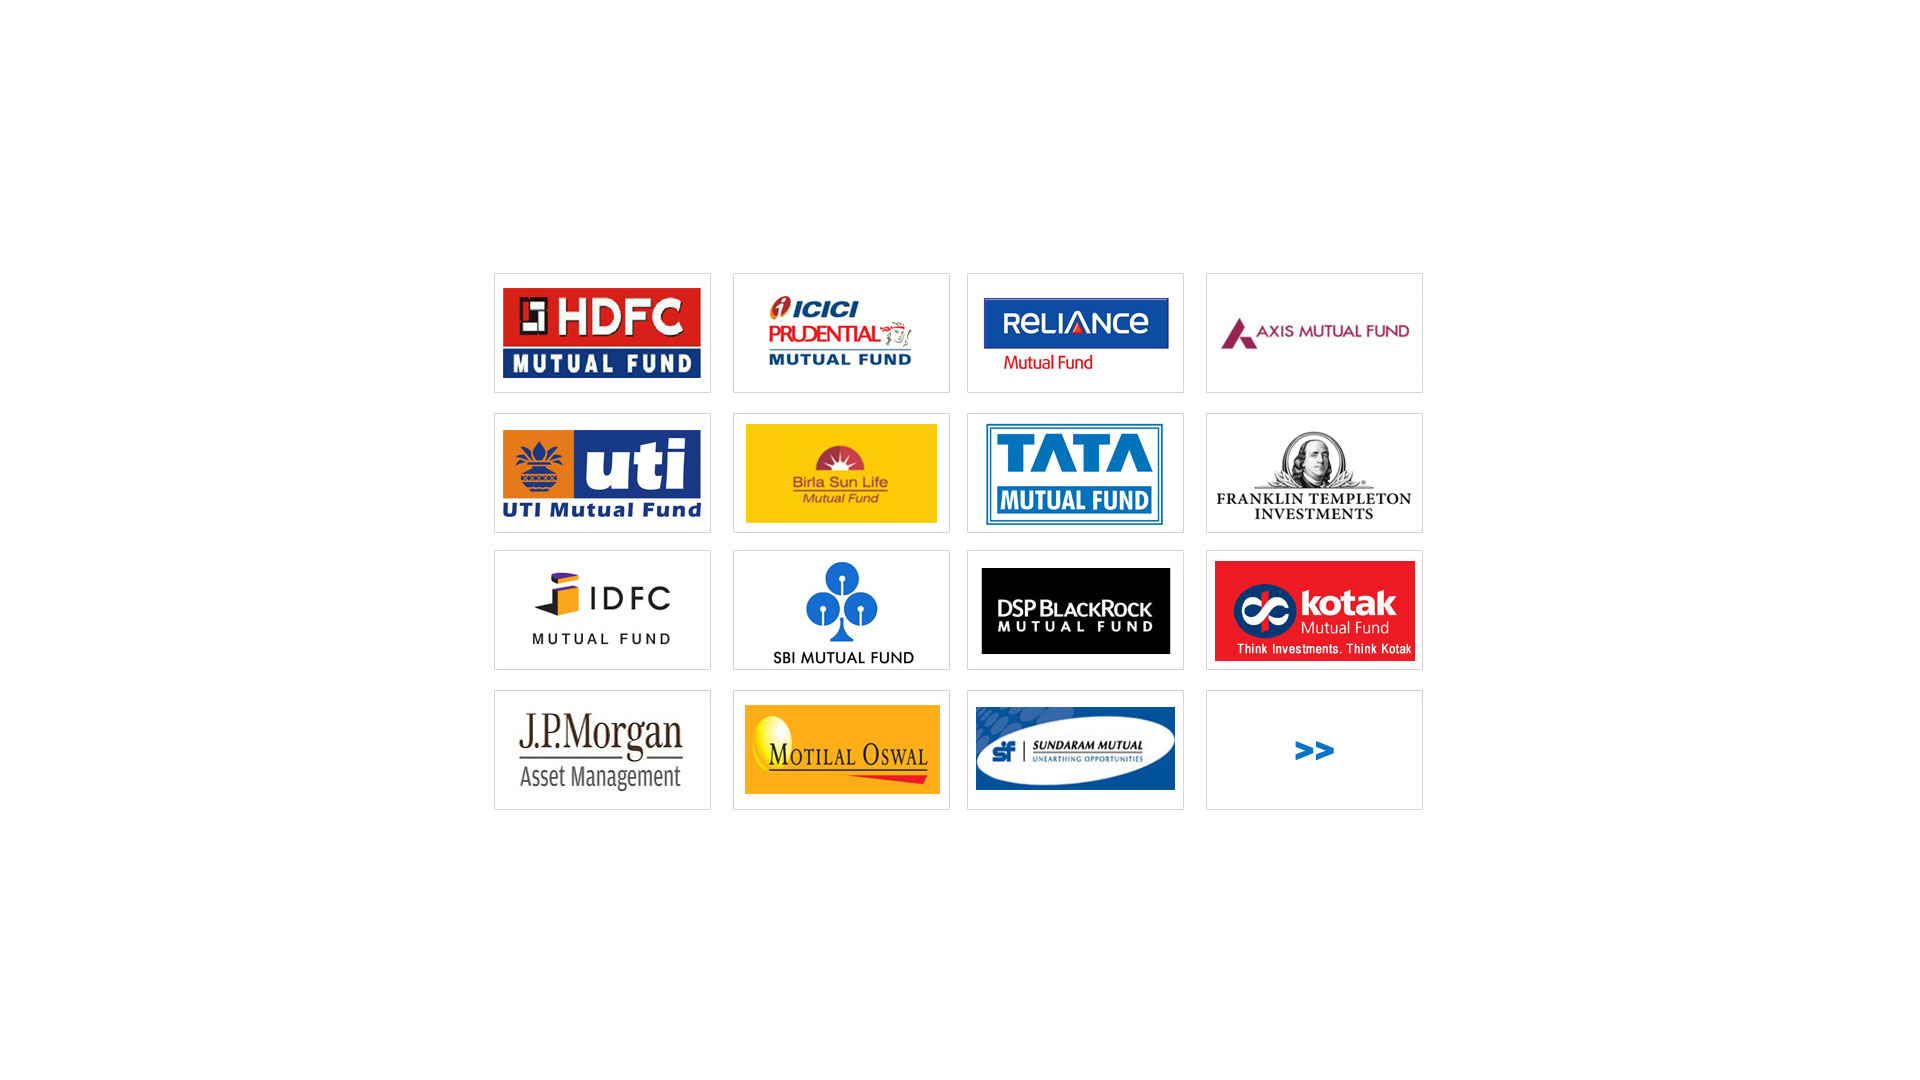 HDFC
MUTUAL FUND
ICICI
PRUDENTIAL
MUTUAL FUND
RELIANCE
Mutual Fund
AXIS MUTUAL FUND
uti
UTI Mutual Fund
Birla Sun Life
Mutual Fund
TATA
MUTUAL FUND
FRANKLIN TEMPLETON
INVESTMENTS
IDFC
MUTUAL FUND
SBI MUTUAL FUND
DSP BLACKROCK
MUTUAL FUND
kotak
Mutual Fund
Think Investments. Think Kotak
J.P.Morgan
Asset Management
MOTILAL OSWAL
sf
SUNDARAM MUTUAL
UNEARTHING OPPORTUNITIES
>>